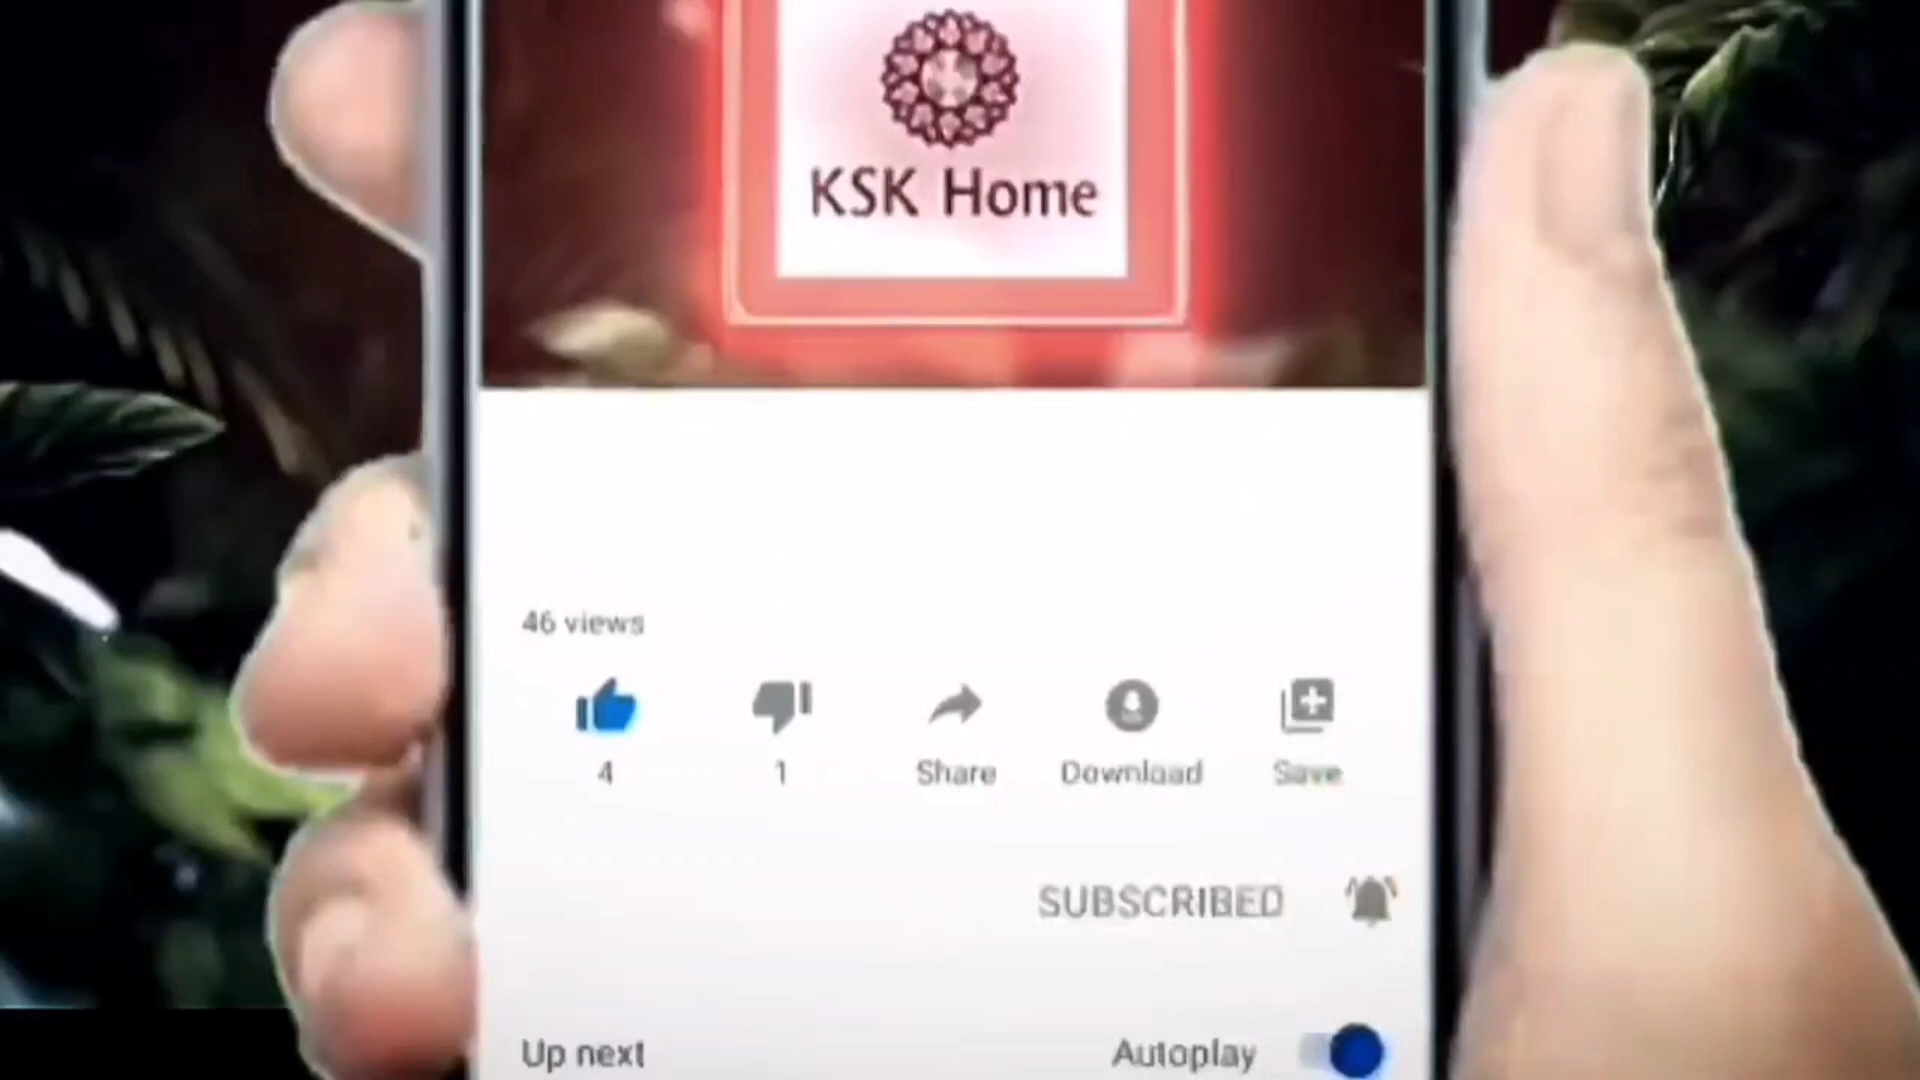 KSK Home
46 views
4
1
Share
Download
Save
SUBSCRIBED
Up next
Autoplay